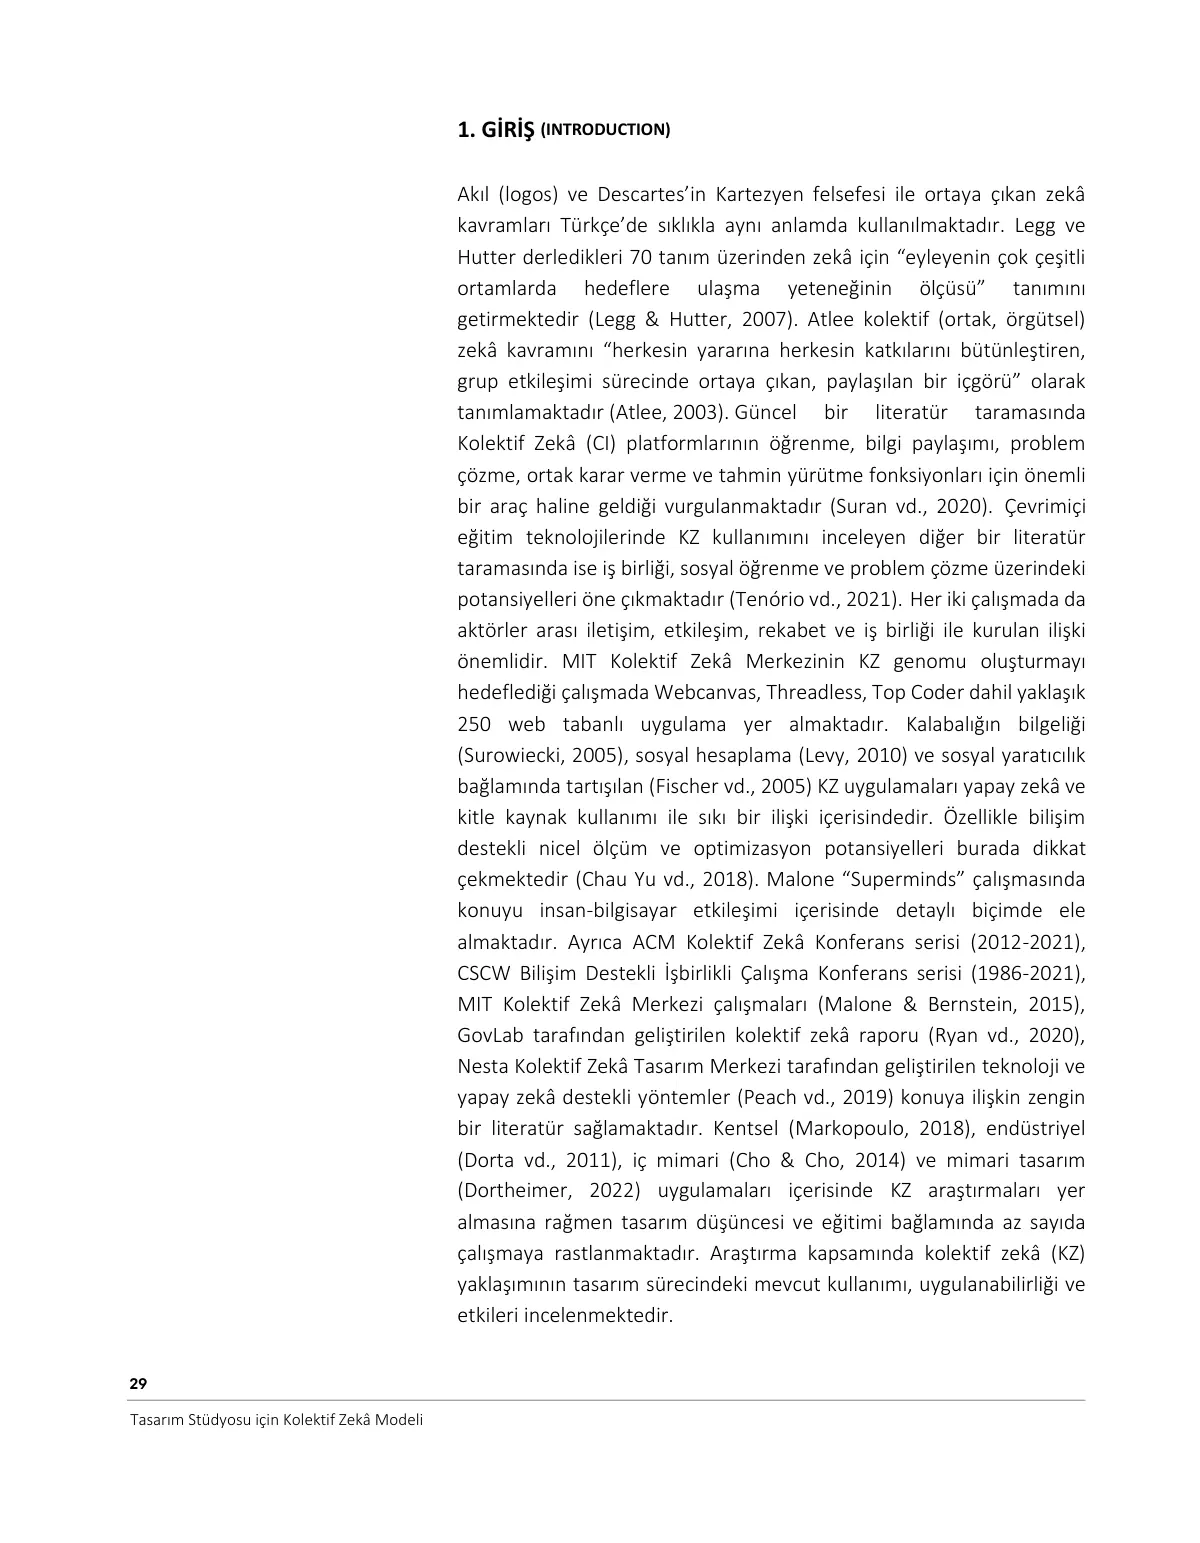 1. GİRİŞ (INTRODUCTION)
Akıl (logos) ve Descartes’in Kartezyen felsefesi ile ortaya çıkan zekâ
kavramları Türkçe’de sıklıkla aynı anlamda kullanılmaktadır. Legg ve
Hutter derledikleri 70 tanım üzerinden zekâ için “eyleyenin çok çeşitli
ortamlarda hedeflere ulaşma yeteneğinin ölçüsü” tanımını
getirmektedir (Legg & Hutter, 2007). Atlee kolektif (ortak, örgütsel)
zekâ kavramını “herkesin yararına herkesin katkılarını bütünleştiren,
grup etkileşimi sürecinde ortaya çıkan, paylaşılan bir içgörü” olarak
tanımlamaktadır (Atlee, 2003). Güncel bir literatür taramasında
Kolektif Zekâ (CI) platformlarının öğrenme, bilgi paylaşımı, problem
çözme, ortak karar verme ve tahmin yürütme fonksiyonları için önemli
bir araç haline geldiği vurgulanmaktadır (Suran vd., 2020). Çevrimiçi
eğitim teknolojilerinde KZ kullanımını inceleyen diğer bir literatür
taramasında ise iş birliği, sosyal öğrenme ve problem çözme üzerindeki
potansiyelleri öne çıkmaktadır (Tenório vd., 2021). Her iki çalışmada da
aktörler arası iletişim, etkileşim, rekabet ve iş birliği ile kurulan ilişki
önemlidir. MIT Kolektif Zekâ Merkezinin KZ genomu oluşturmayı
hedeflediği çalışmada Webcanvas, Threadless, Top Coder dahil yaklaşık
250 web tabanlı uygulama yer almaktadır. Kalabalığın bilgeliği
(Surowiecki, 2005), sosyal hesaplama (Levy, 2010) ve sosyal yaratıcılık
bağlamında tartışılan (Fischer vd., 2005) KZ uygulamaları yapay zekâ ve
kitle kaynak kullanımı ile sıkı bir ilişki içerisindedir. Özellikle bilişim
destekli nicel ölçüm ve optimizasyon potansiyelleri burada dikkat
çekmektedir (Chau Yu vd., 2018). Malone “Superminds” çalışmasında
konuyu insan-bilgisayar etkileşimi içerisinde detaylı biçimde ele
almaktadır. Ayrıca ACM Kolektif Zekâ Konferans serisi (2012-2021),
CSCW Bilişim Destekli İşbirlikli Çalışma Konferans serisi (1986-2021),
MIT Kolektif Zekâ Merkezi çalışmaları (Malone & Bernstein, 2015),
GovLab tarafından geliştirilen kolektif zekâ raporu (Ryan vd., 2020),
Nesta Kolektif Zekâ Tasarım Merkezi tarafından geliştirilen teknoloji ve
yapay zekâ destekli yöntemler (Peach vd., 2019) konuya ilişkin zengin
bir literatür sağlamaktadır. Kentsel (Markopoulo, 2018), endüstriyel
(Dorta vd., 2011), iç mimari (Cho & Cho, 2014) ve mimari tasarım
(Dortheimer, 2022) uygulamaları içerisinde KZ araştırmaları yer
almasına rağmen tasarım düşüncesi ve eğitimi bağlamında az sayıda
çalışmaya rastlanmaktadır. Araştırma kapsamında kolektif zekâ (KZ)
yaklaşımının tasarım sürecindeki mevcut kullanımı, uygulanabilirliği ve
etkileri incelenmektedir.
29
Tasarım Stüdyosu için Kolektif Zekâ Modeli